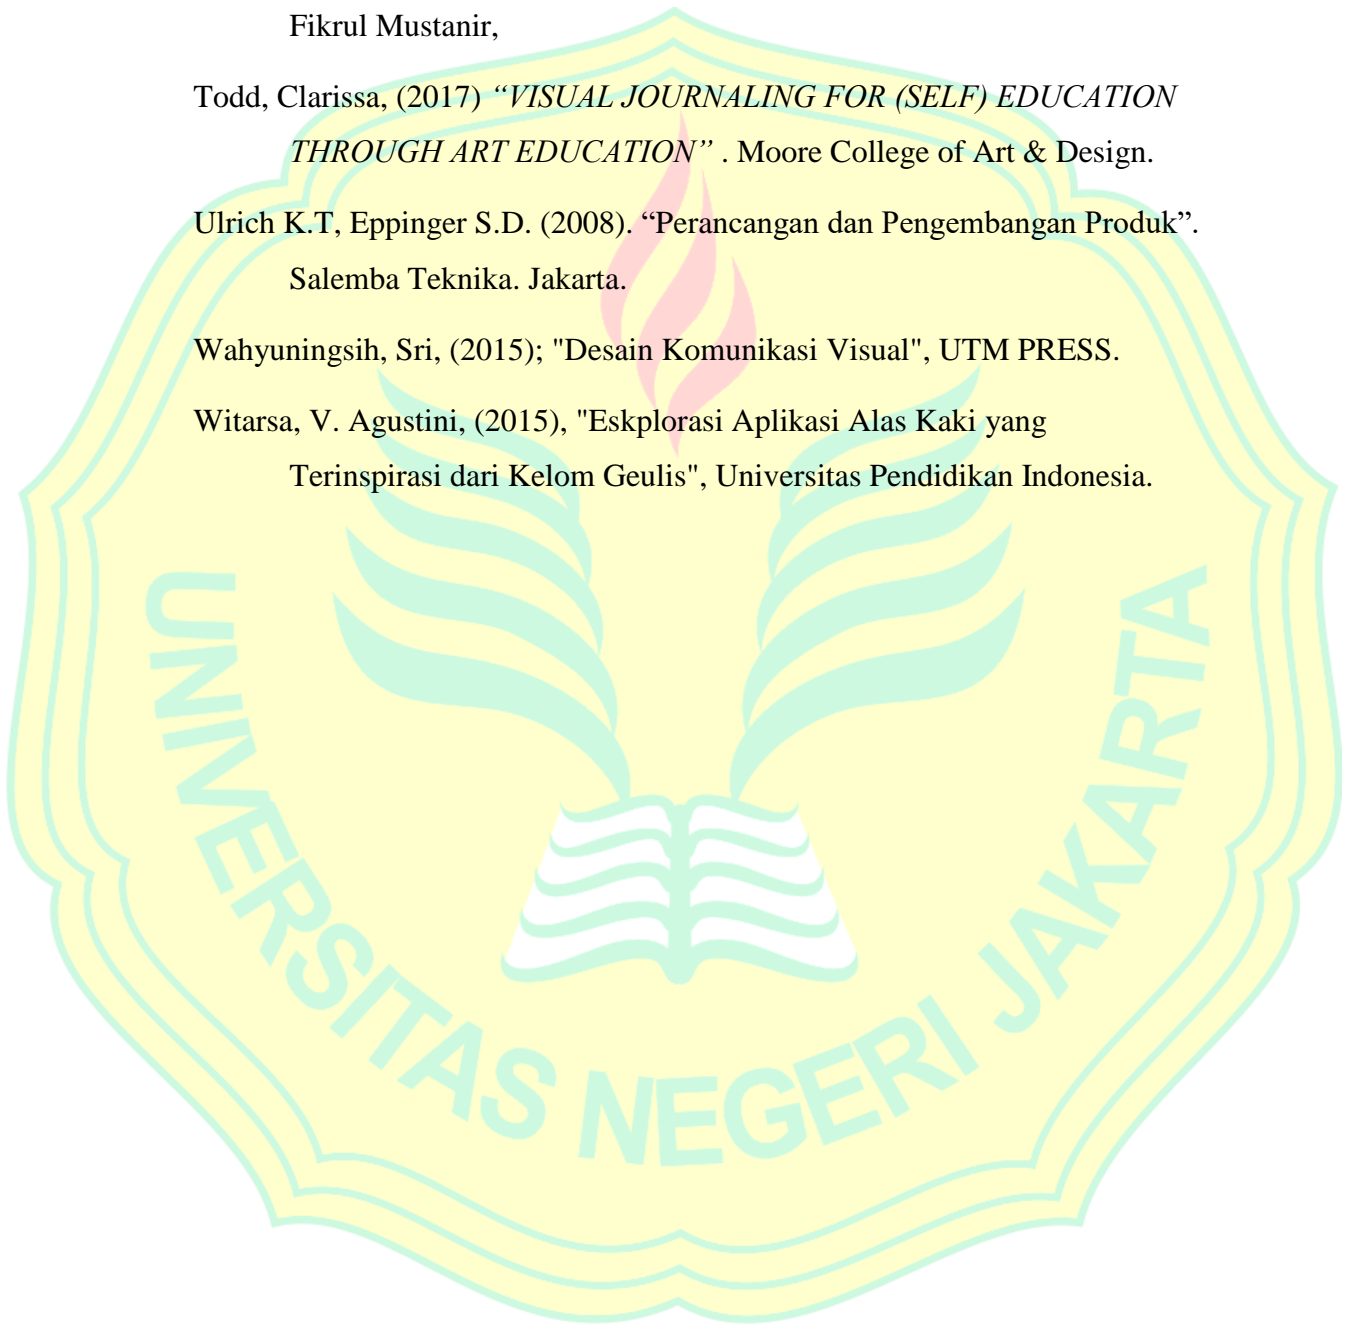 Fikrul Mustanir,
Todd, Clarissa, (2017) “VISUAL JOURNALING FOR (SELF) EDUCATION
THROUGH ART EDUCATION” . Moore College of Art & Design.
Ulrich K.T, Eppinger S.D. (2008). “Perancangan dan Pengembangan Produk”.
Salemba Teknika. Jakarta.
Wahyuningsih, Sri, (2015); "Desain Komunikasi Visual", UTM PRESS.
Witarsa, V. Agustini, (2015), "Eskplorasi Aplikasi Alas Kaki yang
Terinspirasi dari Kelom Geulis", Universitas Pendidikan Indonesia.
UNIVERSITAS NEGERI JAKARTA